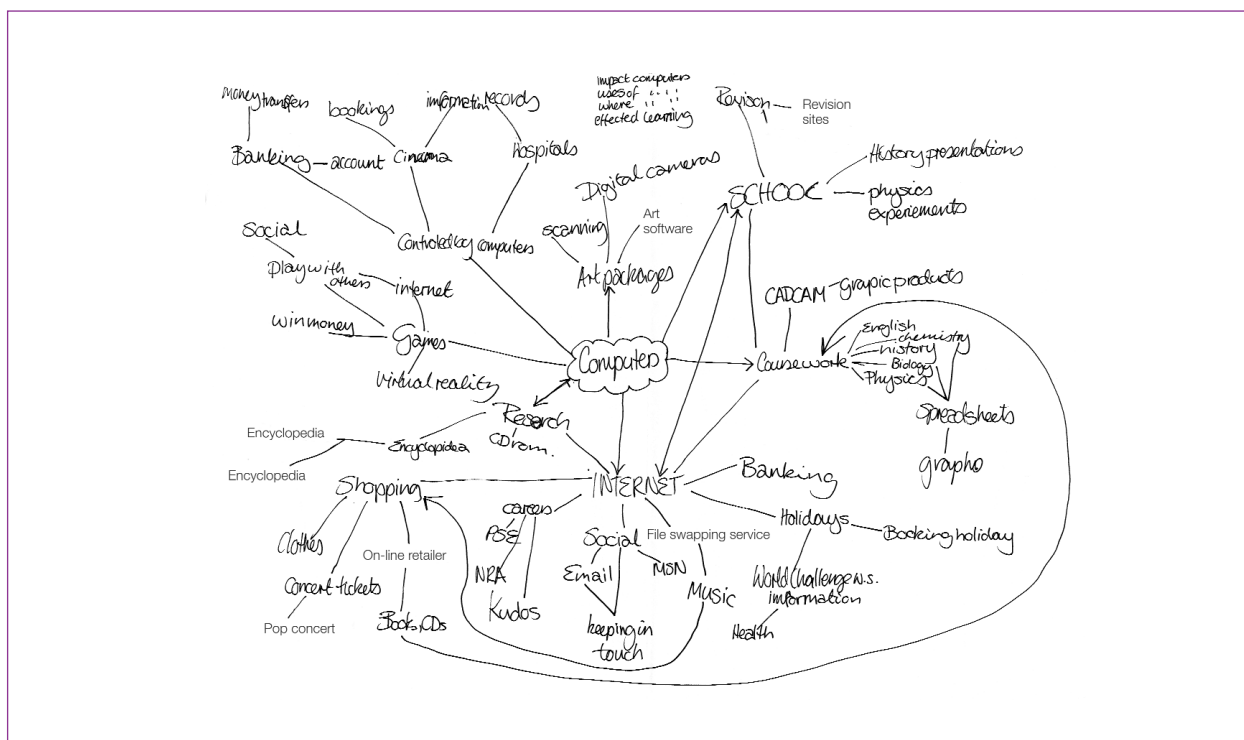 impact computers
uses of " " "
where " " "
effected learning
Money transfers
bookings
information records
Revison
Revision
sites
Banking – account
Cinema
Hospitals
Digital cameras
SCHOOL
History presentations
physics
experiements
Social
Controled by computers
scanning
Art
software
Play with
others
internet
Art packages
CADCAM – Grapic products
win money
Games
Computers
Coursework
English
chemistry
history
Biology
Physics
Virtual reality
Spreadsheets
Research
CDrom.
Encyclopedia
Encyclopidea
Encyclopedia
grapho
Shopping
INTERNET
Banking
careers
PSE
Social
File swapping service
Holidays
Booking holiday
Clothes
On-line retailer
Email
MSN
NRA
Kudos
Music
World Challenge w.s.
imformation
Concert tickets
Pop concert
Books, CDs
keeping in
touch
Health